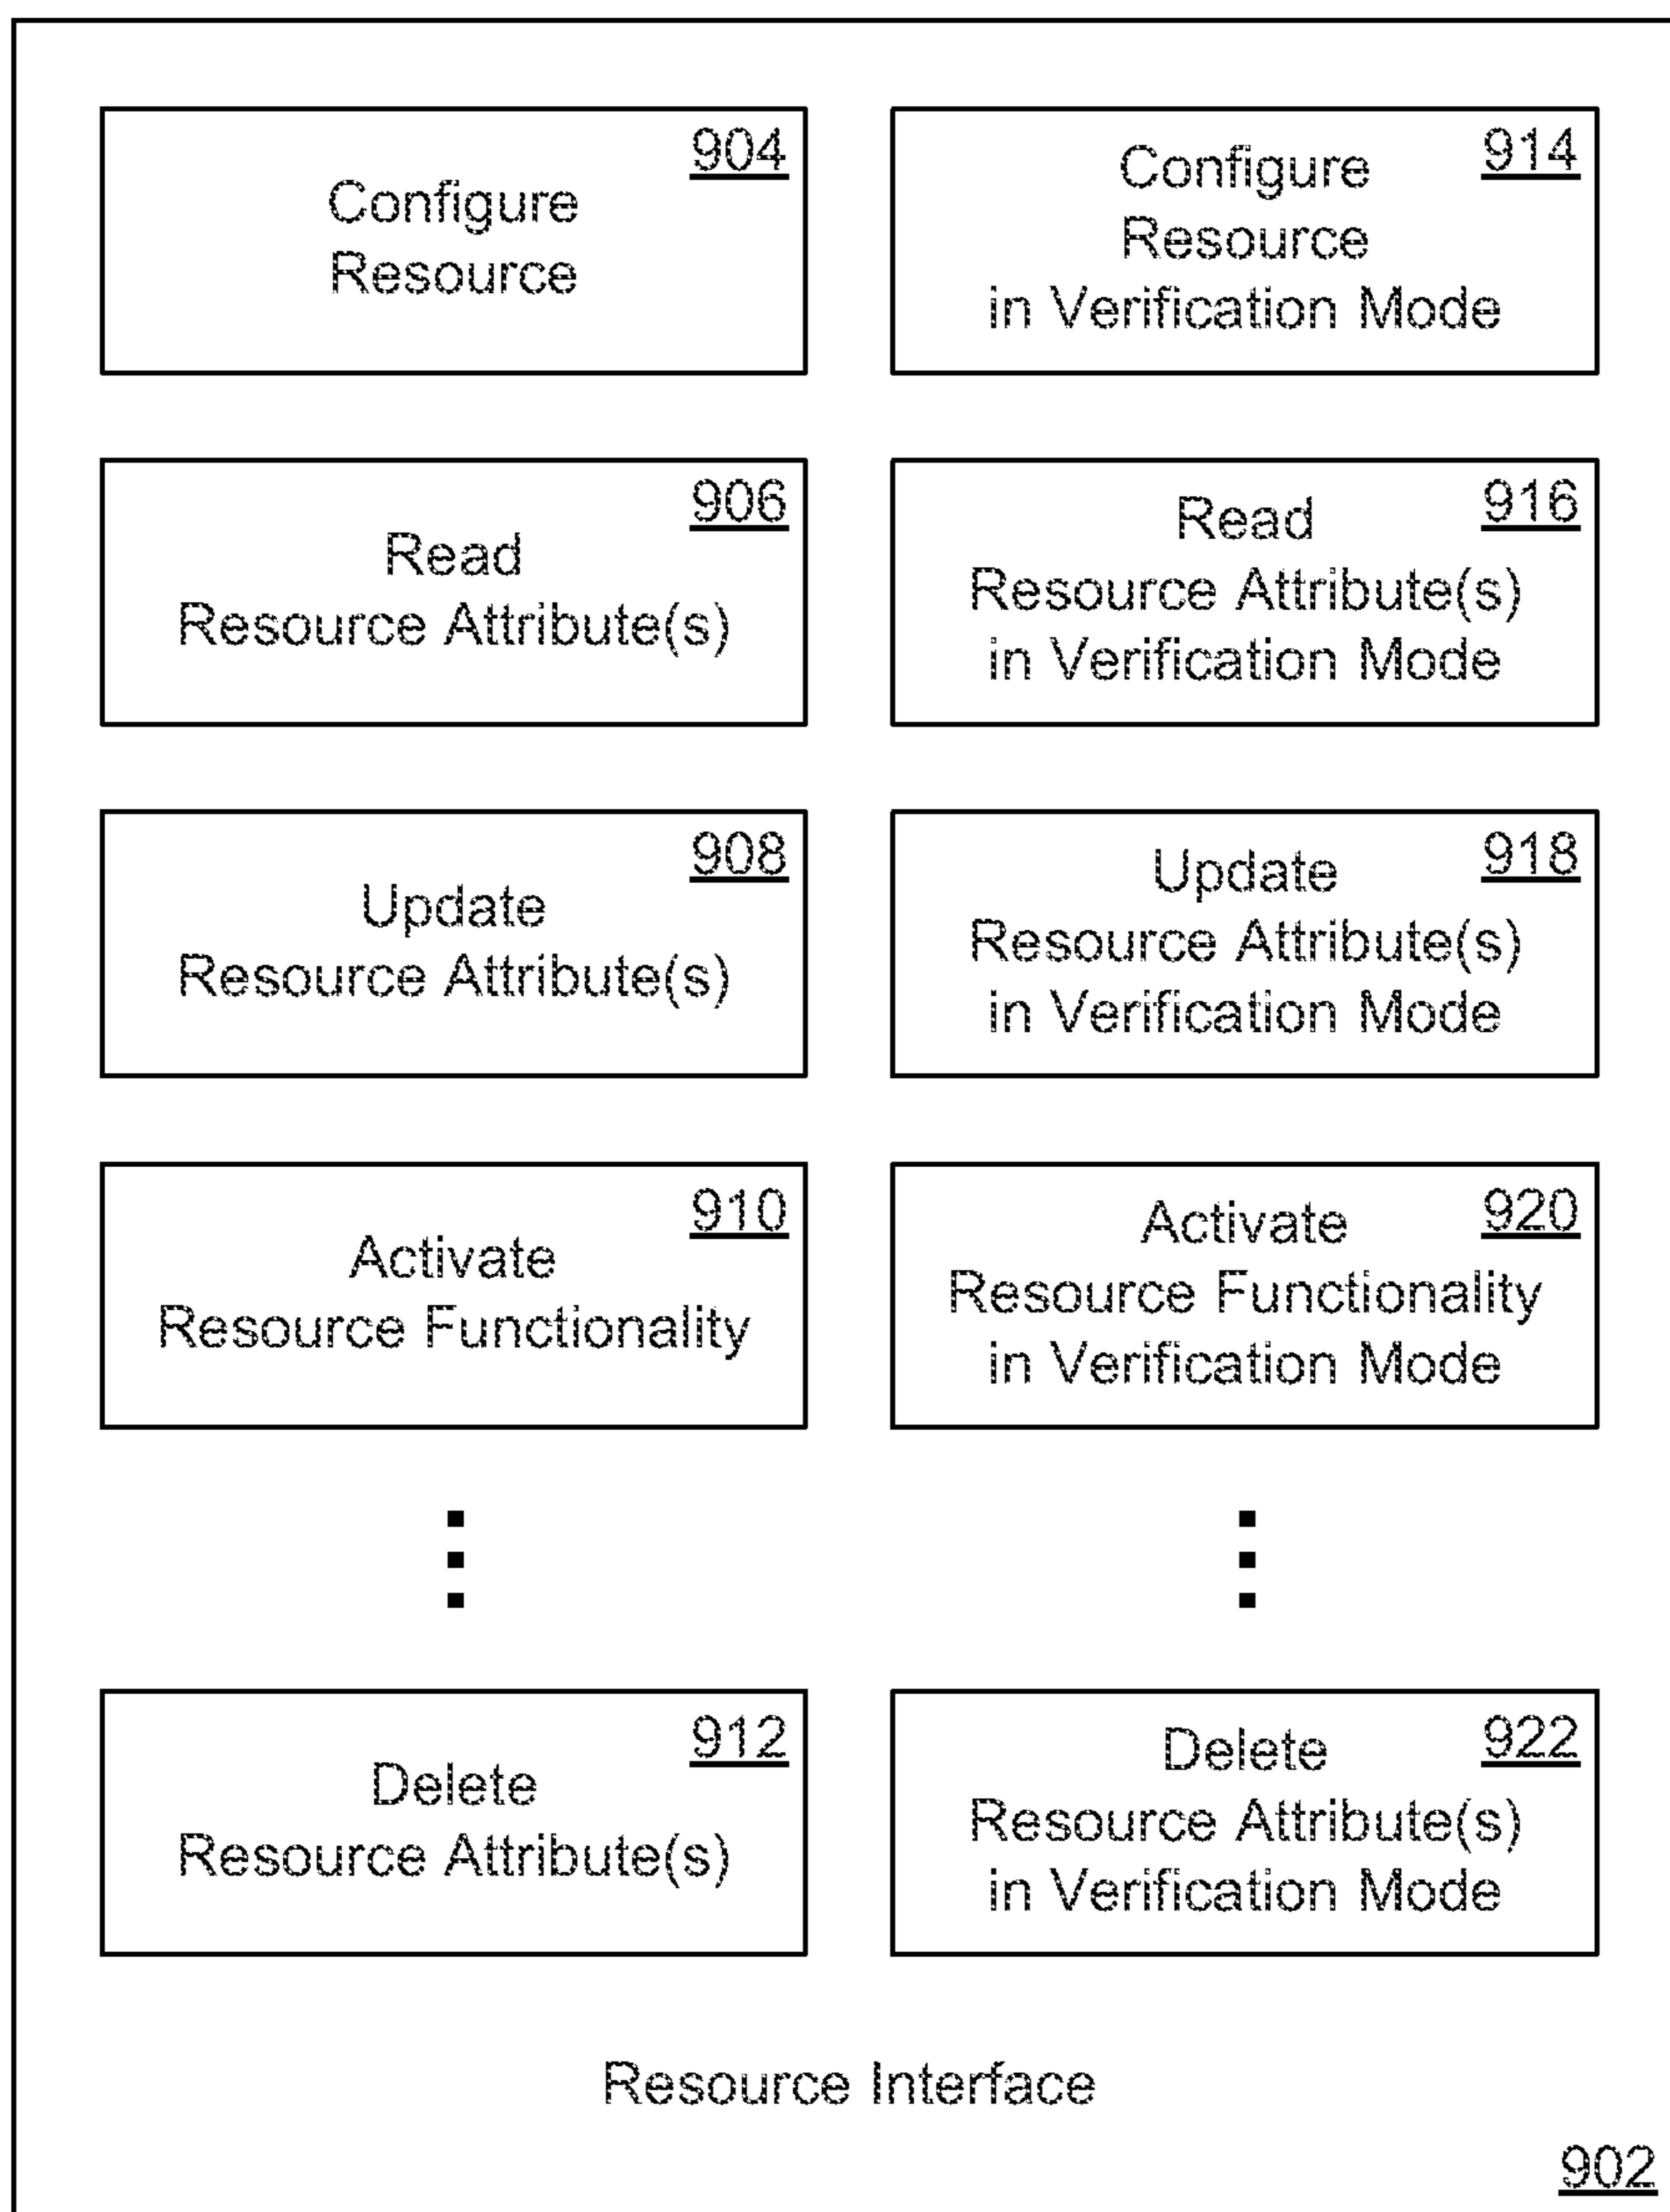 904
Configure
Resource
914
Configure
Resource
in Verification Mode
906
Read
Resource Attribute(s)
916
Read
Resource Attribute(s)
in Verification Mode
908
Update
Resource Attribute(s)
918
Update
Resource Attribute(s)
in Verification Mode
910
Activate
Resource Functionality
920
Activate
Resource Functionality
in Verification Mode
912
Delete
Resource Attribute(s)
922
Delete
Resource Attribute(s)
in Verification Mode
Resource Interface
902